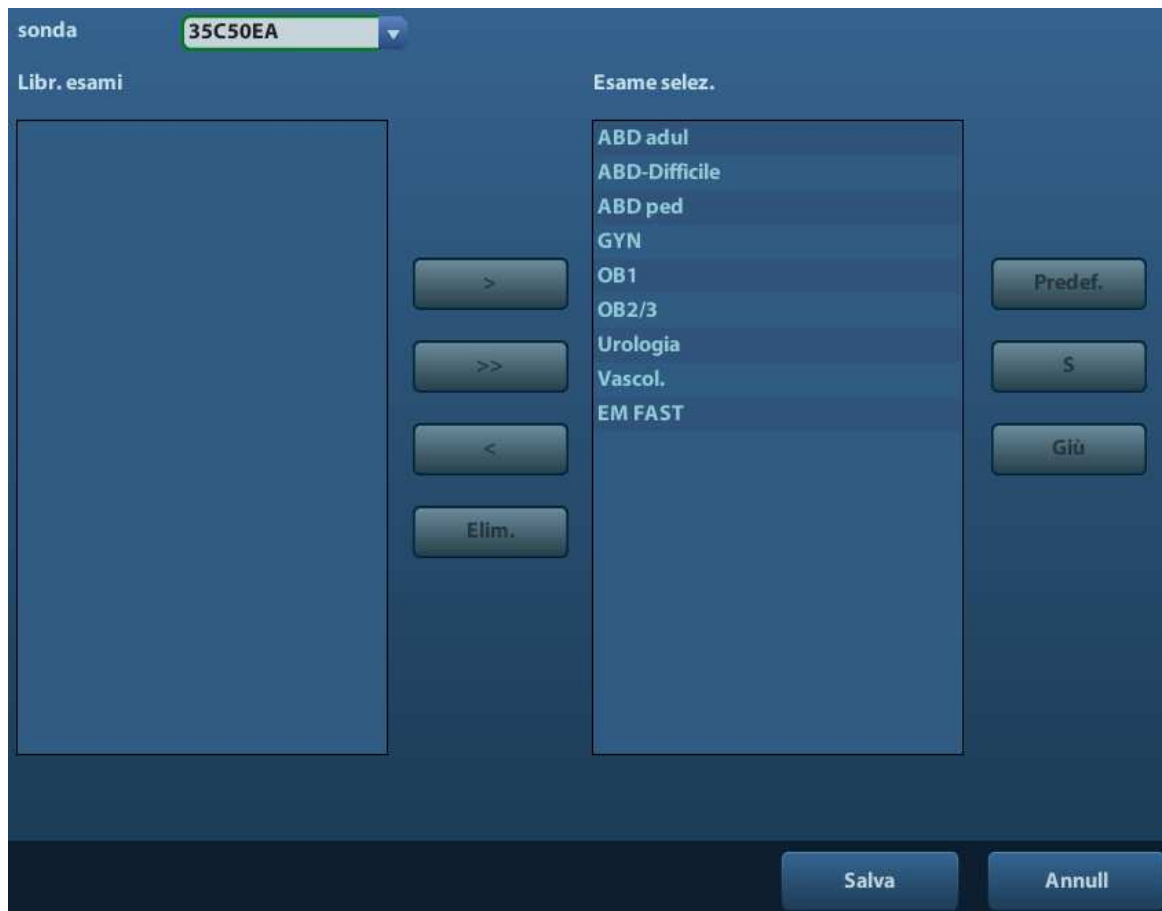 sonda 35C50EA
Libr. esami
Esame selez.
ABD adul
ABD-Difficile
ABD ped
GYN
OB1
OB2/3
Urologia
Vascol.
EM FAST
>
>>
<
Elim.
Predef.
S
Giù
Salva
Annull